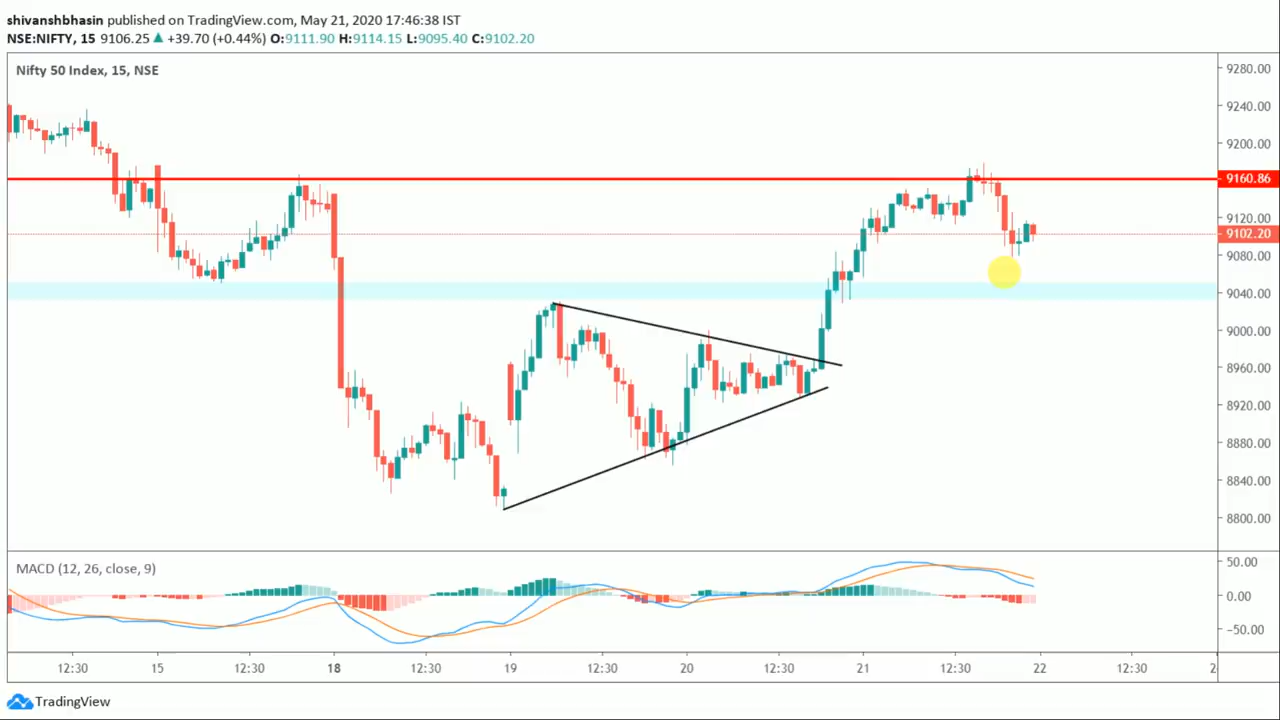 shivanshbhasin published on TradingView.com, May 21, 2020 17:46:38 IST
NSE:NIFTY, 15 9106.25 ▲ +39.70 (+0.44%) O:9111.90 H:9114.15 L:9095.40 C:9102.20
Nifty 50 Index, 15, NSE
9280.00
9240.00
9200.00
9160.86
9120.00
9102.20
9080.00
9040.00
9000.00
8960.00
8920.00
8880.00
8840.00
8800.00
MACD (12, 26, close, 9)
50.00
0.00
−50.00
12:30 15 12:30 18 12:30 19 12:30 20 12:30 21 12:30 22 12:30 2
TradingView